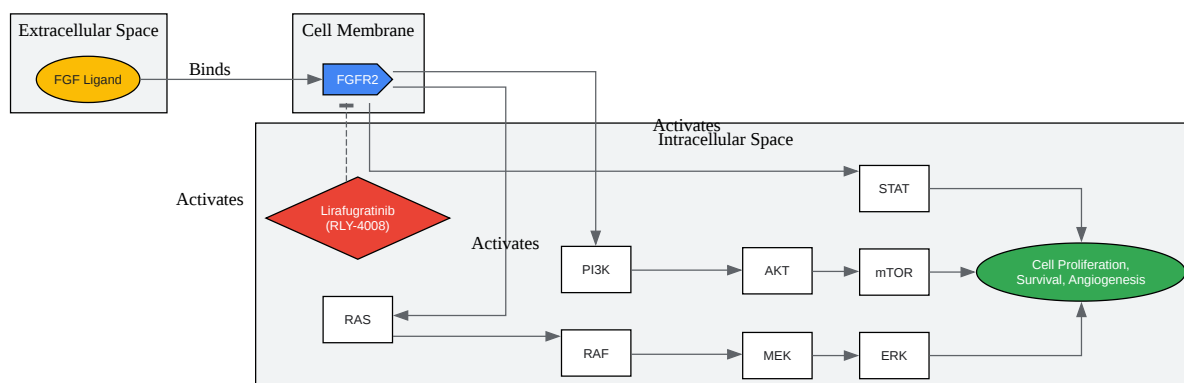 Extracellular Space
Cell Membrane
FGF Ligand
Binds
FGFR2
Activates
Intracellular Space
Activates
STAT
Lirafugratinib
(RLY-4008)
Activates
PI3K
AKT
mTOR
Cell Proliferation,
Survival, Angiogenesis
RAS
RAF
MEK
ERK